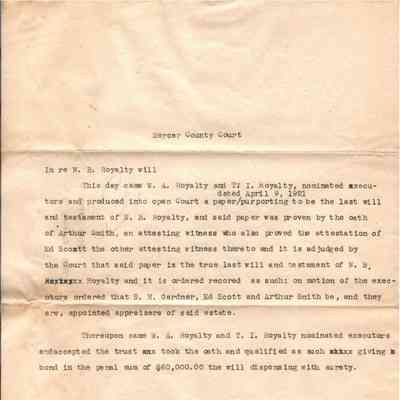 Mercer County Court
In re N. B. Royalty will
This day came W. A. Royalty and T. I. Royalty, nominated execu-
dated April 9, 1921
tors and produced into open Court a paper/purporting to be the last will
and testament of N. B. Royalty, and said paper was proven by the oath
of Arthur Smith, an attesting witness who also proved the attestation of
Ed Scott the other attesting witness thereto and it is adjudged by
the Court that said paper is the true last will and testament of N. B.
Royalty and it is ordered recored as such: on motion of the exec-
utors ordered that S. M. Gardner, Ed Scott and Arthur Smith be, and they
are, appointed appraisers of said estate.
Thereupon came W. A. Royalty and T. I. Royalty nominated executors
andaccepted the trust took the oath and qualified as such giving
bond in the penal sum of $60,000.00 the will dispensing with surety.